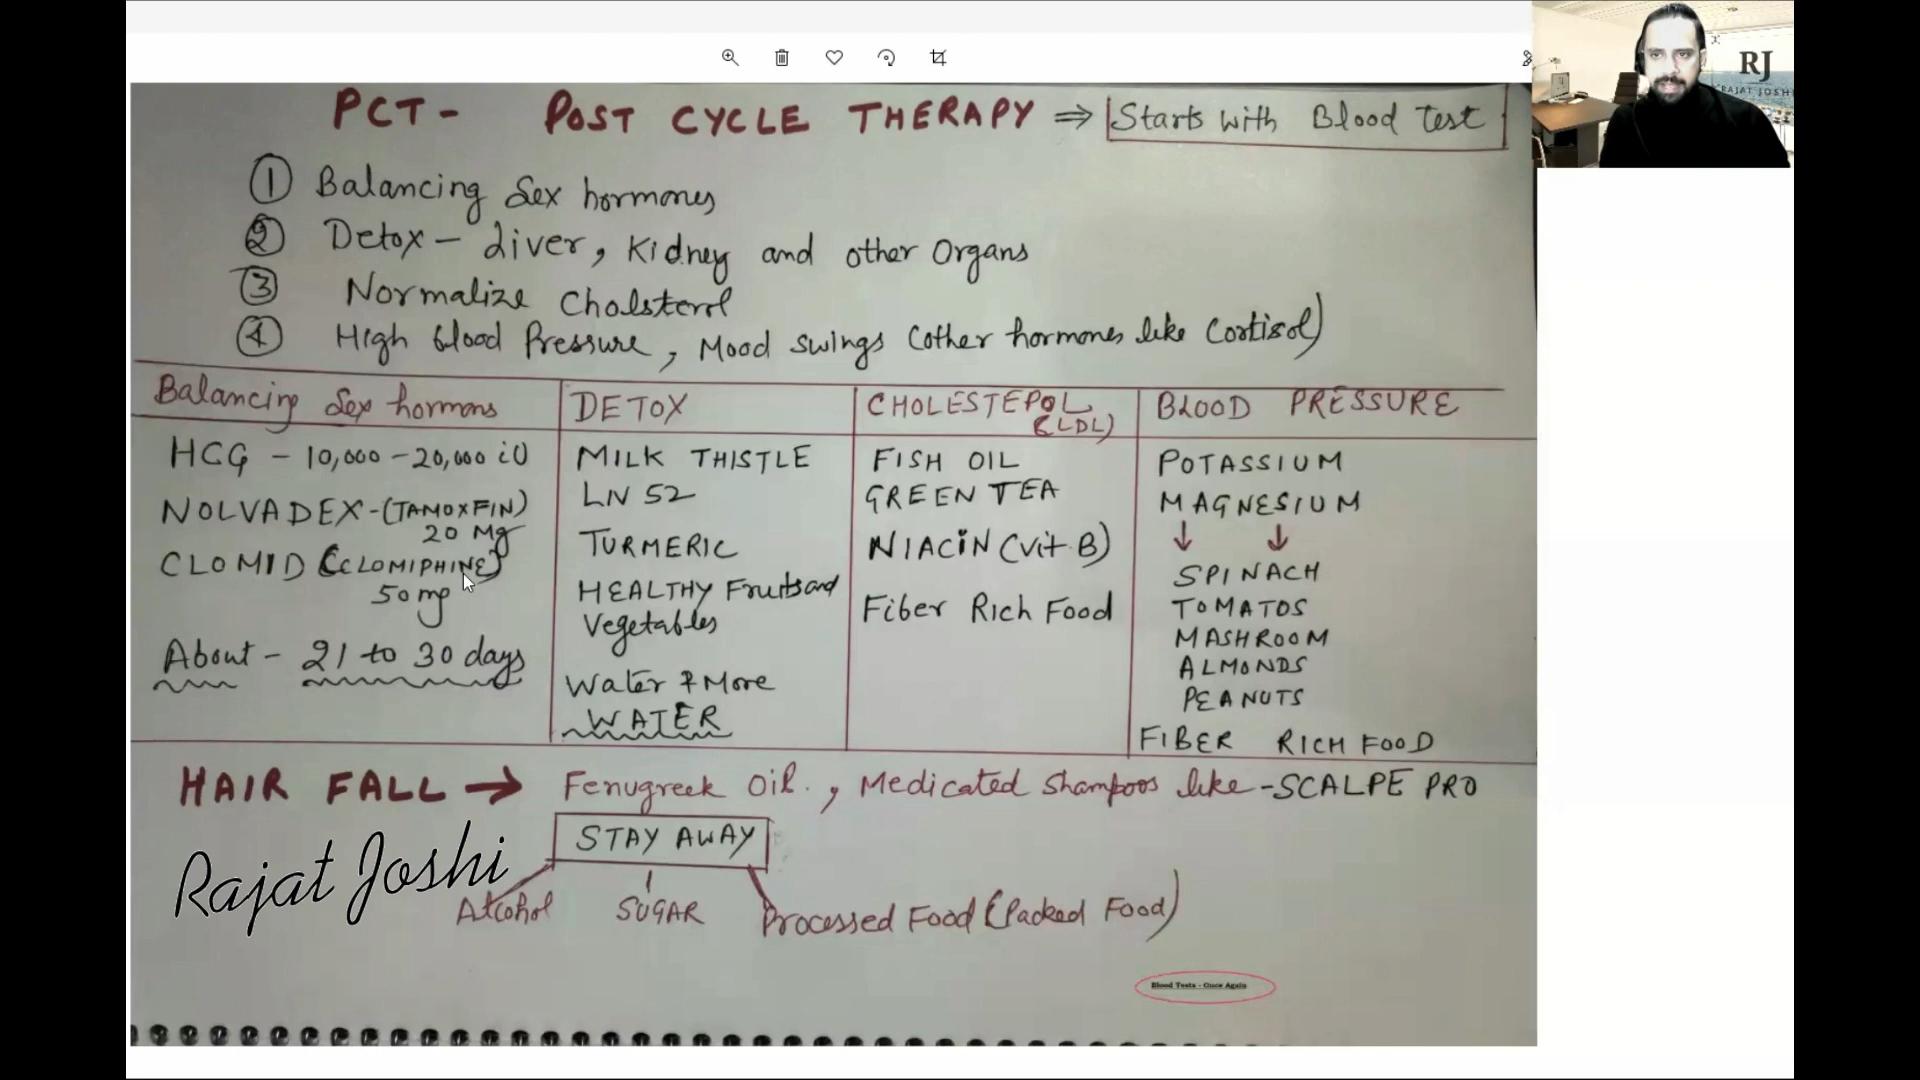 RJ
RAJAT JOSHI
PCT - POST CYCLE THERAPY ⇒ Starts with Blood Test
① Balancing Sex hormones
② Detox - Liver, Kidney and other Organs
③ Normalize Cholsterol
④ High blood Pressure, Mood swings (other hormones like Cortisol)
Balancing Sex hormons
HCG - 10,000 - 20,000 iU
NOLVADEX - (TAMOXFIN)
20 Mg
CLOMID (CLOMIPHINE)
50 mg
About - 21 to 30 days
DETOX
MILK THISTLE
LN 52
TURMERIC
HEALTHY Fruits and
Vegetables
Water & More
WATER
CHOLESTEROL
(LDL)
FISH OIL
GREEN TEA
NIACIN (Vit B)
Fiber Rich Food
BLOOD PRESSURE
POTASSIUM
MAGNESIUM
↓ ↓
SPINACH
TOMATOS
MASHROOM
ALMONDS
PEANUTS
FIBER RICH FOOD
HAIR FALL → Fenugreek Oil, Medicated Shampoos like - SCALPE PRO
Rajat Joshi
STAY AWAY
Alcohol SUGAR Processed Food (Packed Food)
Blood Tests - Once Again